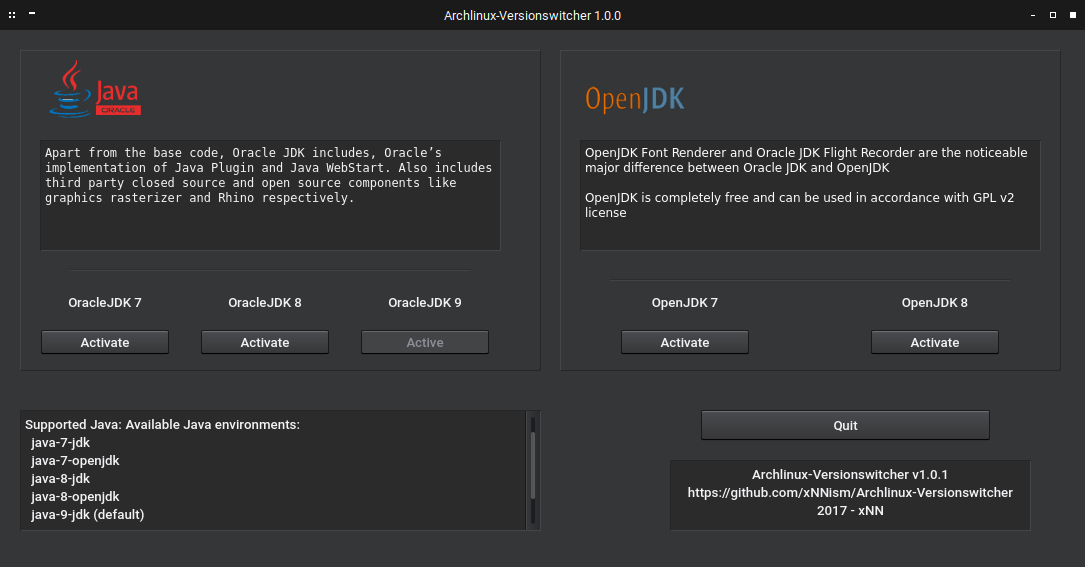 Archlinux-Versionswitcher 1.0.0
Java
ORACLE
Apart from the base code, Oracle JDK includes, Oracle’s
implementation of Java Plugin and Java WebStart. Also includes
third party closed source and open source components like
graphics rasterizer and Rhino respectively.
OracleJDK 7
OracleJDK 8
OracleJDK 9
Activate
Activate
Active
OpenJDK
OpenJDK Font Renderer and Oracle JDK Flight Recorder are the noticeable
major difference between Oracle JDK and OpenJDK
OpenJDK is completely free and can be used in accordance with GPL v2
license
OpenJDK 7
OpenJDK 8
Activate
Activate
Supported Java: Available Java environments:
java-7-jdk
java-7-openjdk
java-8-jdk
java-8-openjdk
java-9-jdk (default)
Quit
Archlinux-Versionswitcher v1.0.1
https://github.com/xNNism/Archlinux-Versionswitcher
2017 - xNN